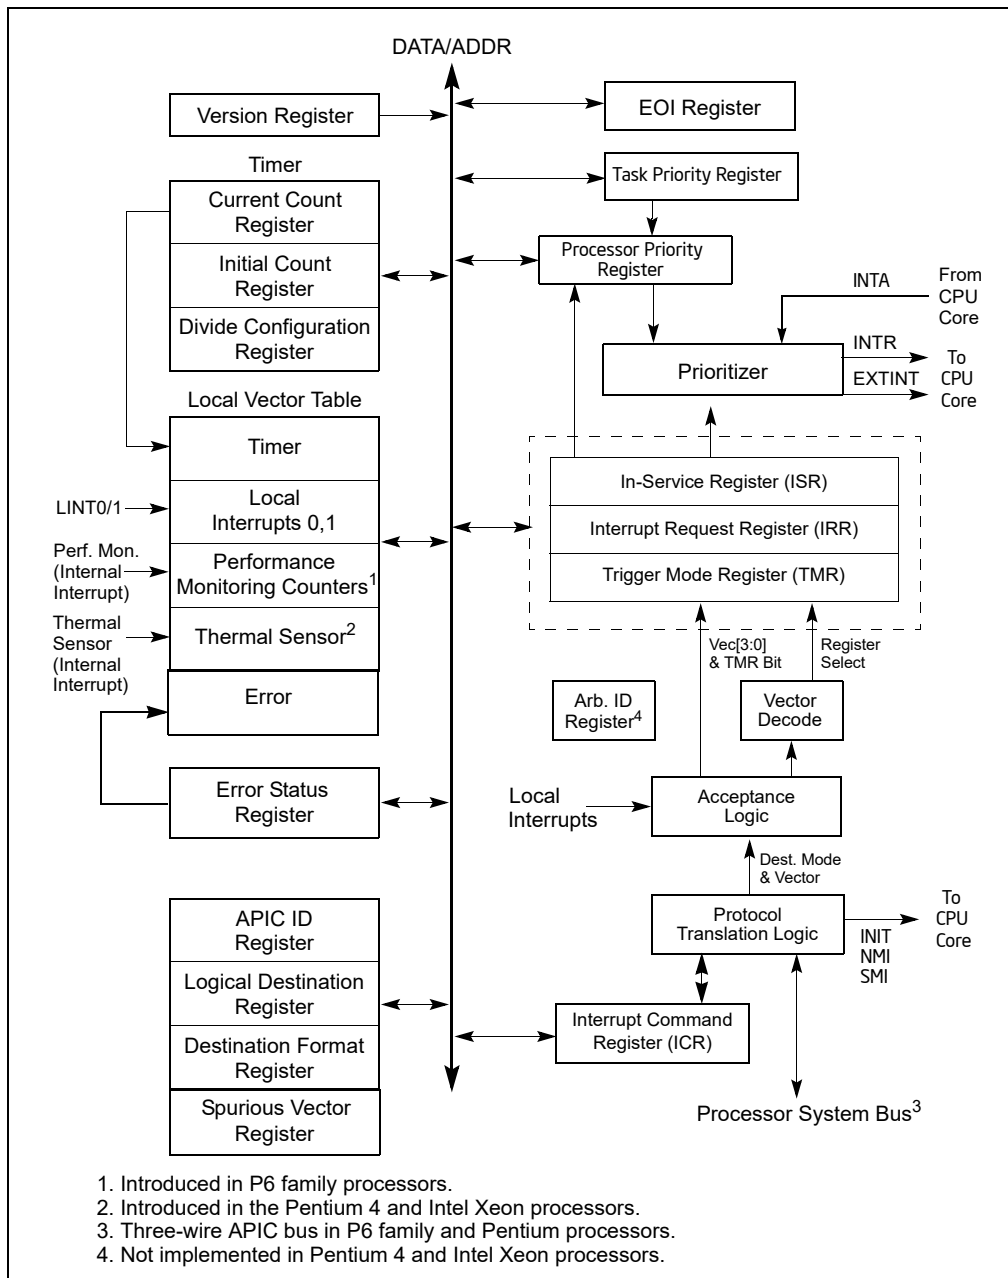 DATA/ADDR
Version Register
EOI Register
Timer
Task Priority Register
Current Count
Register
Initial Count
Register
Divide Configuration
Register
Processor Priority
Register
INTA
From
CPU
Core
Prioritizer
INTR
EXTINT
To
CPU
Core
Local Vector Table
Timer
LINT0/1
Local
Interrupts 0,1
Perf. Mon.
(Internal
Interrupt)
Performance
Monitoring Counters1
Thermal
Sensor
(Internal
Interrupt)
Thermal Sensor2
Error
In-Service Register (ISR)
Interrupt Request Register (IRR)
Trigger Mode Register (TMR)
Vec[3:0]
& TMR Bit
Register
Select
Arb. ID
Register4
Vector
Decode
Error Status
Register
Local
Interrupts
Acceptance
Logic
Dest. Mode
& Vector
APIC ID
Register
Logical Destination
Register
Destination Format
Register
Spurious Vector
Register
Protocol
Translation Logic
INIT
NMI
SMI
To
CPU
Core
Interrupt Command
Register (ICR)
Processor System Bus3
1. Introduced in P6 family processors.
2. Introduced in the Pentium 4 and Intel Xeon processors.
3. Three-wire APIC bus in P6 family and Pentium processors.
4. Not implemented in Pentium 4 and Intel Xeon processors.